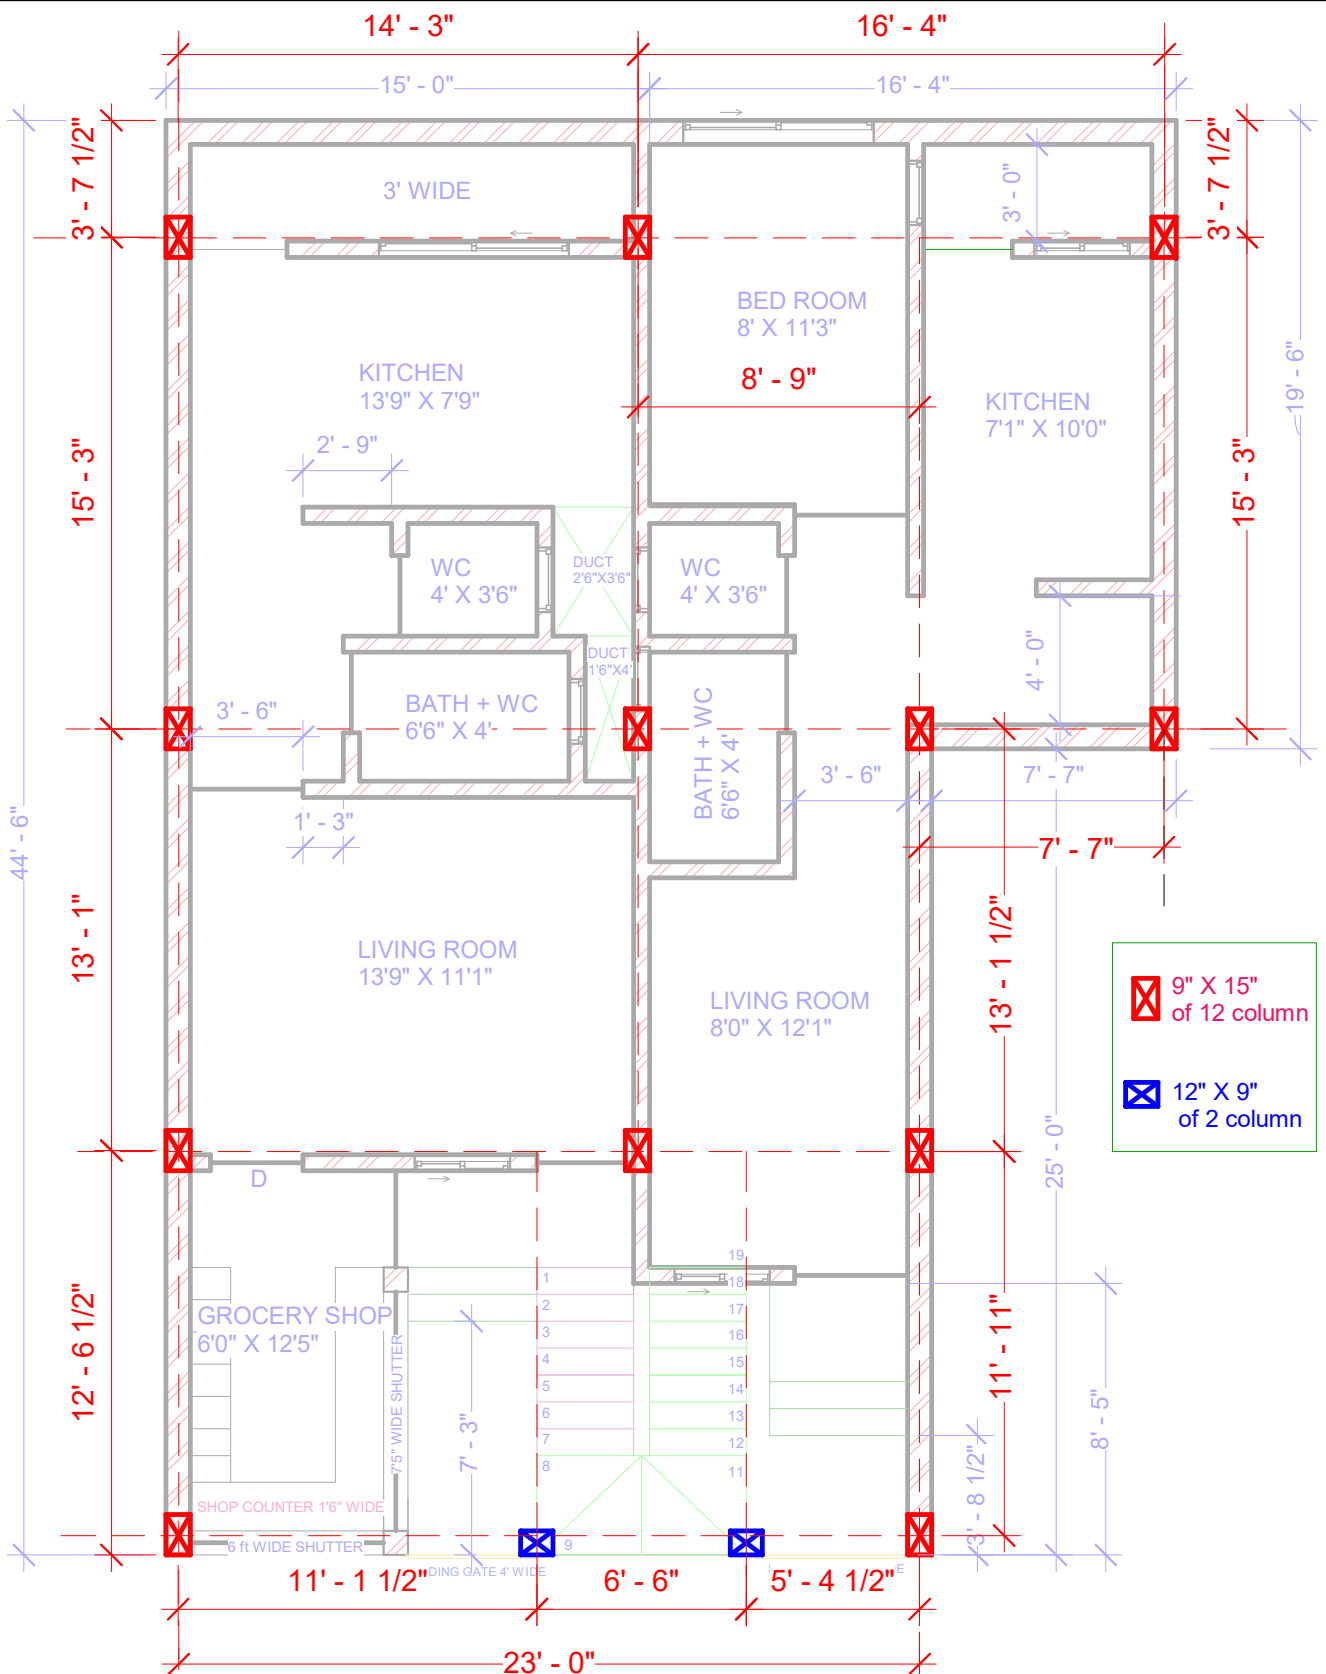 14' - 3"
16' - 4"
15' - 0"
16' - 4"
3' - 7 1/2"
3' - 7 1/2"
3' WIDE
3' - 0"
BED ROOM
8' X 11'3"
8' - 9"
KITCHEN
13'9" X 7'9"
KITCHEN
7'1" X 10'0"
19' - 6"
2' - 9"
15' - 3"
15' - 3"
WC
4' X 3'6"
DUCT
2'6"X3'6"
WC
4' X 3'6"
DUCT
1'6"X4'
4' - 0"
3' - 6"
BATH + WC
6'6" X 4'
BATH + WC
6'6" X 4'
3' - 6"
7' - 7"
1' - 3"
7' - 7"
44' - 6"
13' - 1"
13' - 1 1/2"
LIVING ROOM
13'9" X 11'1"
LIVING ROOM
8'0" X 12'1"
9" X 15"
of 12 column
12" X 9"
of 2 column
25' - 0"
D
19
18
17
16
15
14
13
12
11
1
2
3
4
5
6
7
8
9
GROCERY SHOP
6'0" X 12'5"
7'5" WIDE SHUTTER
12' - 6 1/2"
7' - 3"
11' - 11"
8' - 5"
3' - 8 1/2"
SHOP COUNTER 1'6" WIDE
6 ft WIDE SHUTTER
DING GATE 4' WIDE
E
11' - 1 1/2"
6' - 6"
5' - 4 1/2"
23' - 0"